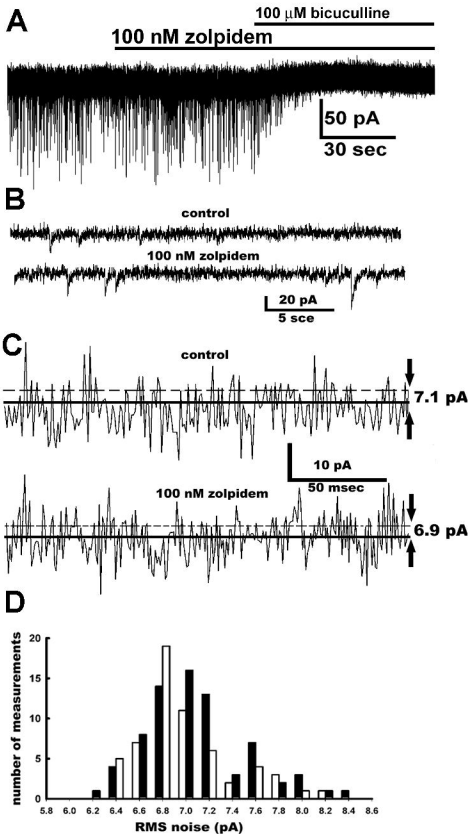 A
100 μM bicuculline
100 nM zolpidem
50 pA
30 sec
B
control
100 nM zolpidem
20 pA
5 sce
C
control
7.1 pA
10 pA
50 msec
100 nM zolpidem
6.9 pA
D
number of measurements
20
15
10
5
0
5.8 6.0 6.2 6.4 6.6 6.8 7.0 7.2 7.4 7.6 7.8 8.0 8.2 8.4 8.6
RMS noise (pA)